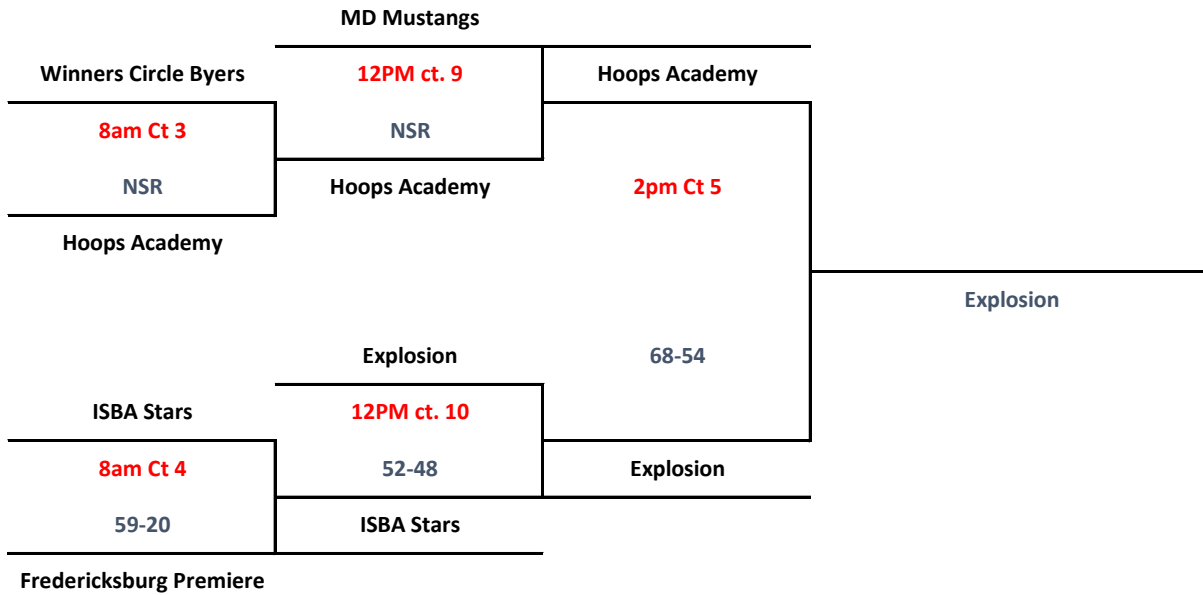 MD Mustangs
Winners Circle Byers
12PM ct. 9
Hoops Academy
8am Ct 3
NSR
NSR
Hoops Academy
2pm Ct 5
Hoops Academy
Explosion
Explosion
68-54
ISBA Stars
12PM ct. 10
8am Ct 4
52-48
Explosion
59-20
ISBA Stars
Fredericksburg Premiere